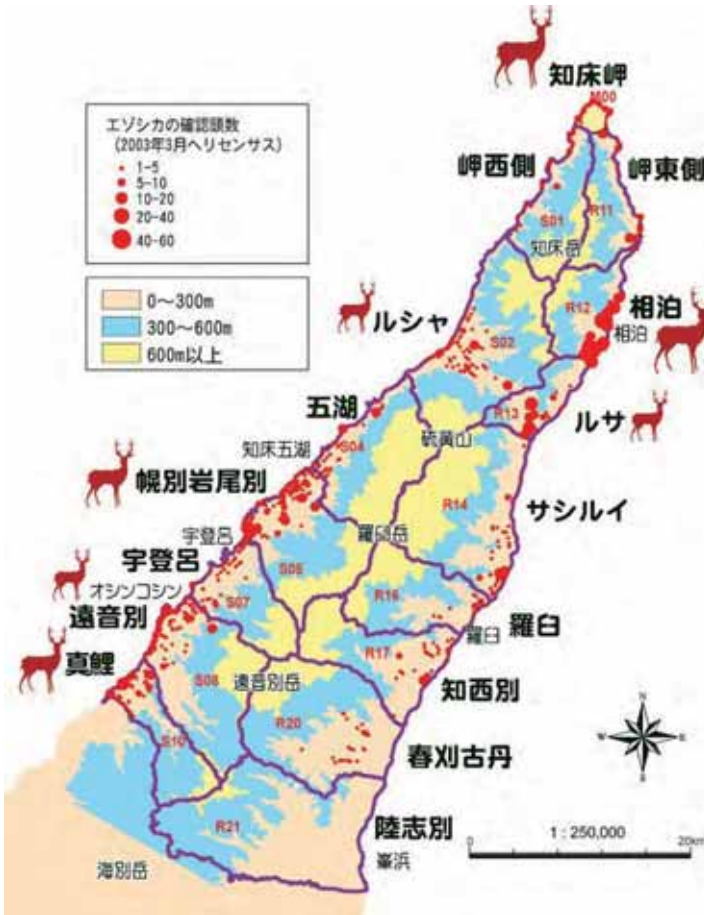 エゾシカの確認頭数
(2003年3月ヘリセンサス)
1-5
5-10
10-20
20-40
40-60
0〜300m
300〜600m
600m以上
知床岬
M00
岬西側
岬東側
S01
R11
知床岳
ルシャ
R12
相泊
相泊
S02
五湖
R13
ルサ
知床五湖
S04
硫黄山
幌別岩尾別
R14
サシルイ
宇登呂
羅臼岳
宇登呂
S05
オシンコシン
S07
R16
遠音別
羅臼
羅臼
真鯉
R17
S08
遠音別岳
知西別
R20
N
W
E
S
S10
春刈古丹
R21
陸志別
1:250,000
0
20km
海別岳
峯浜